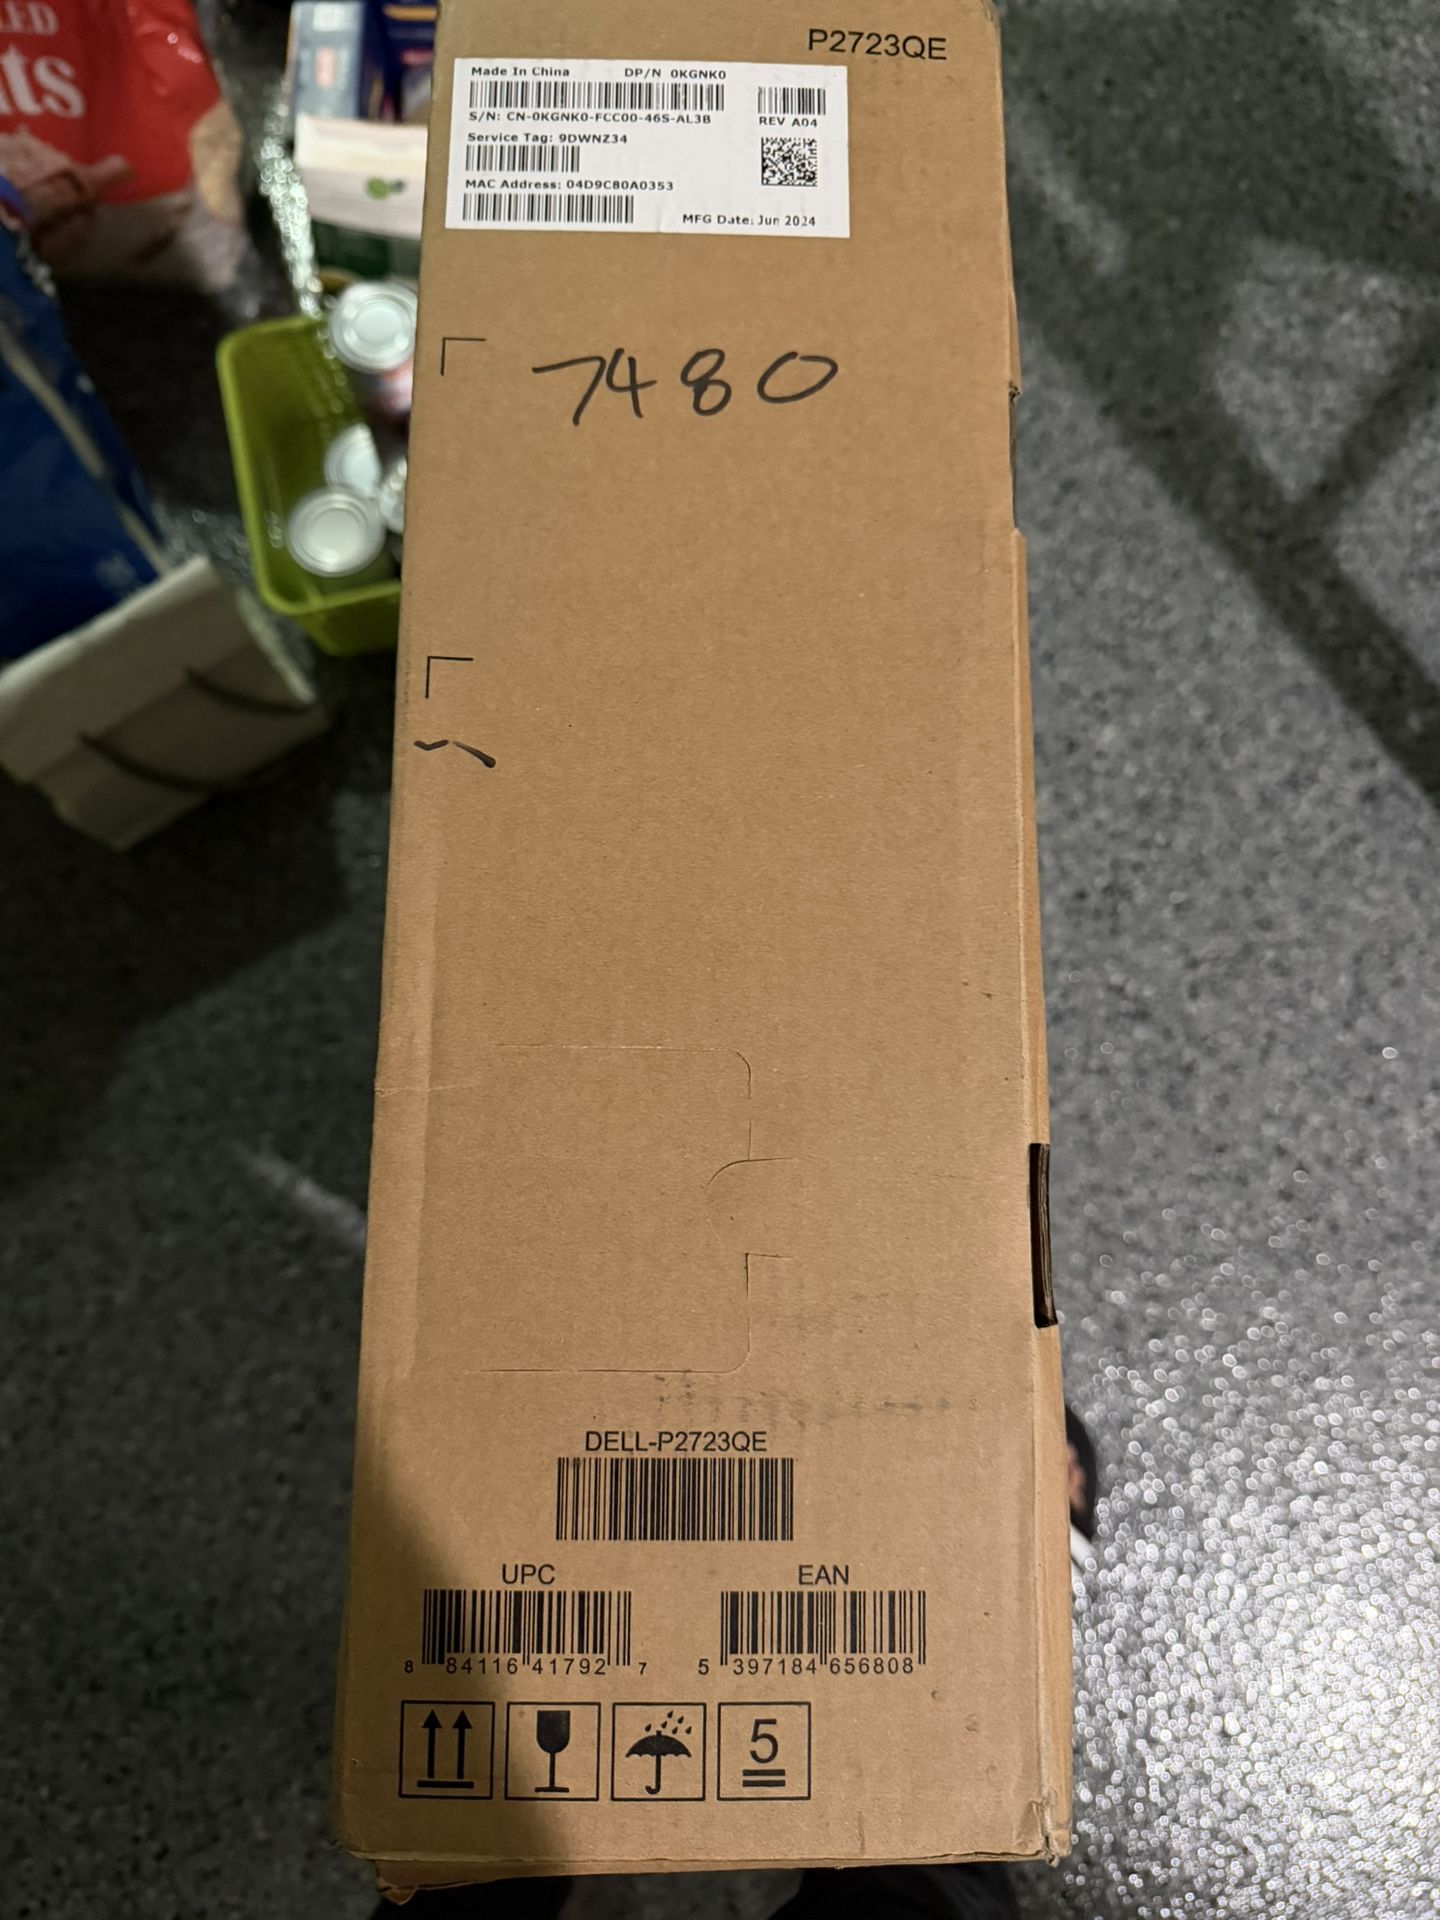 P2723QE
Made In China DP/N 0KGNK0
S/N: CN-0KGNK0-FCC00-46S-AL3B
REV A04
Service Tag: 9DWNZ34
MAC Address: 04D9C80A0353
MFG Date: Jun 2024
7480
DELL-P2723QE
UPC EAN
8 84116 41792 7 5 397184 656808
5